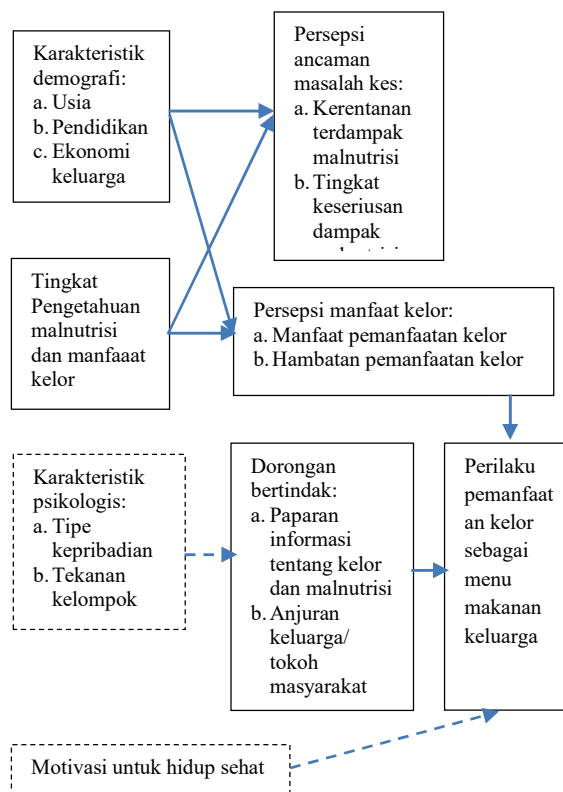 Karakteristik
demografi:
a. Usia
b. Pendidikan
c. Ekonomi
keluarga
Persepsi
ancaman
masalah kes:
a. Kerentanan
terdampak
malnutrisi
b. Tingkat
keseriusan
dampak
Tingkat
Pengetahuan
malnutrisi
dan manfaaat
kelor
Persepsi manfaat kelor:
a. Manfaat pemanfaatan kelor
b. Hambatan pemanfaatan kelor
Karakteristik
psikologis:
a. Tipe
kepribadian
b. Tekanan
kelompok
Dorongan
bertindak:
a. Paparan
informasi
tentang kelor
dan malnutrisi
b. Anjuran
keluarga/
tokoh
masyarakat
Perilaku
pemanfaat
an kelor
sebagai
menu
makanan
keluarga
Motivasi untuk hidup sehat